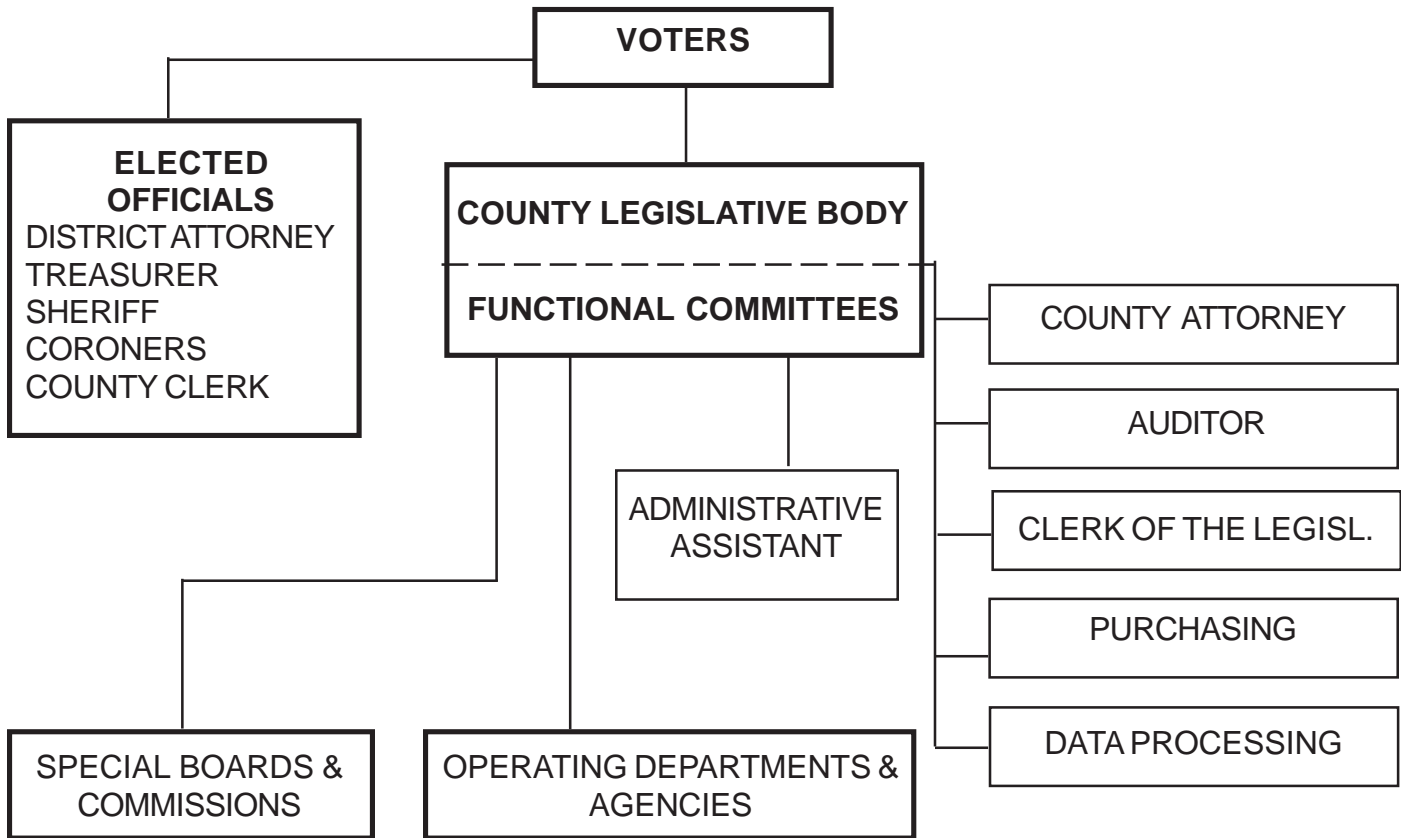 VOTERS
ELECTED
OFFICIALS
DISTRICT ATTORNEY
TREASURER
SHERIFF
CORONERS
COUNTY CLERK
COUNTY LEGISLATIVE BODY
FUNCTIONAL COMMITTEES
COUNTY ATTORNEY
AUDITOR
CLERK OF THE LEGISL.
PURCHASING
DATA PROCESSING
ADMINISTRATIVE
ASSISTANT
SPECIAL BOARDS &
COMMISSIONS
OPERATING DEPARTMENTS &
AGENCIES